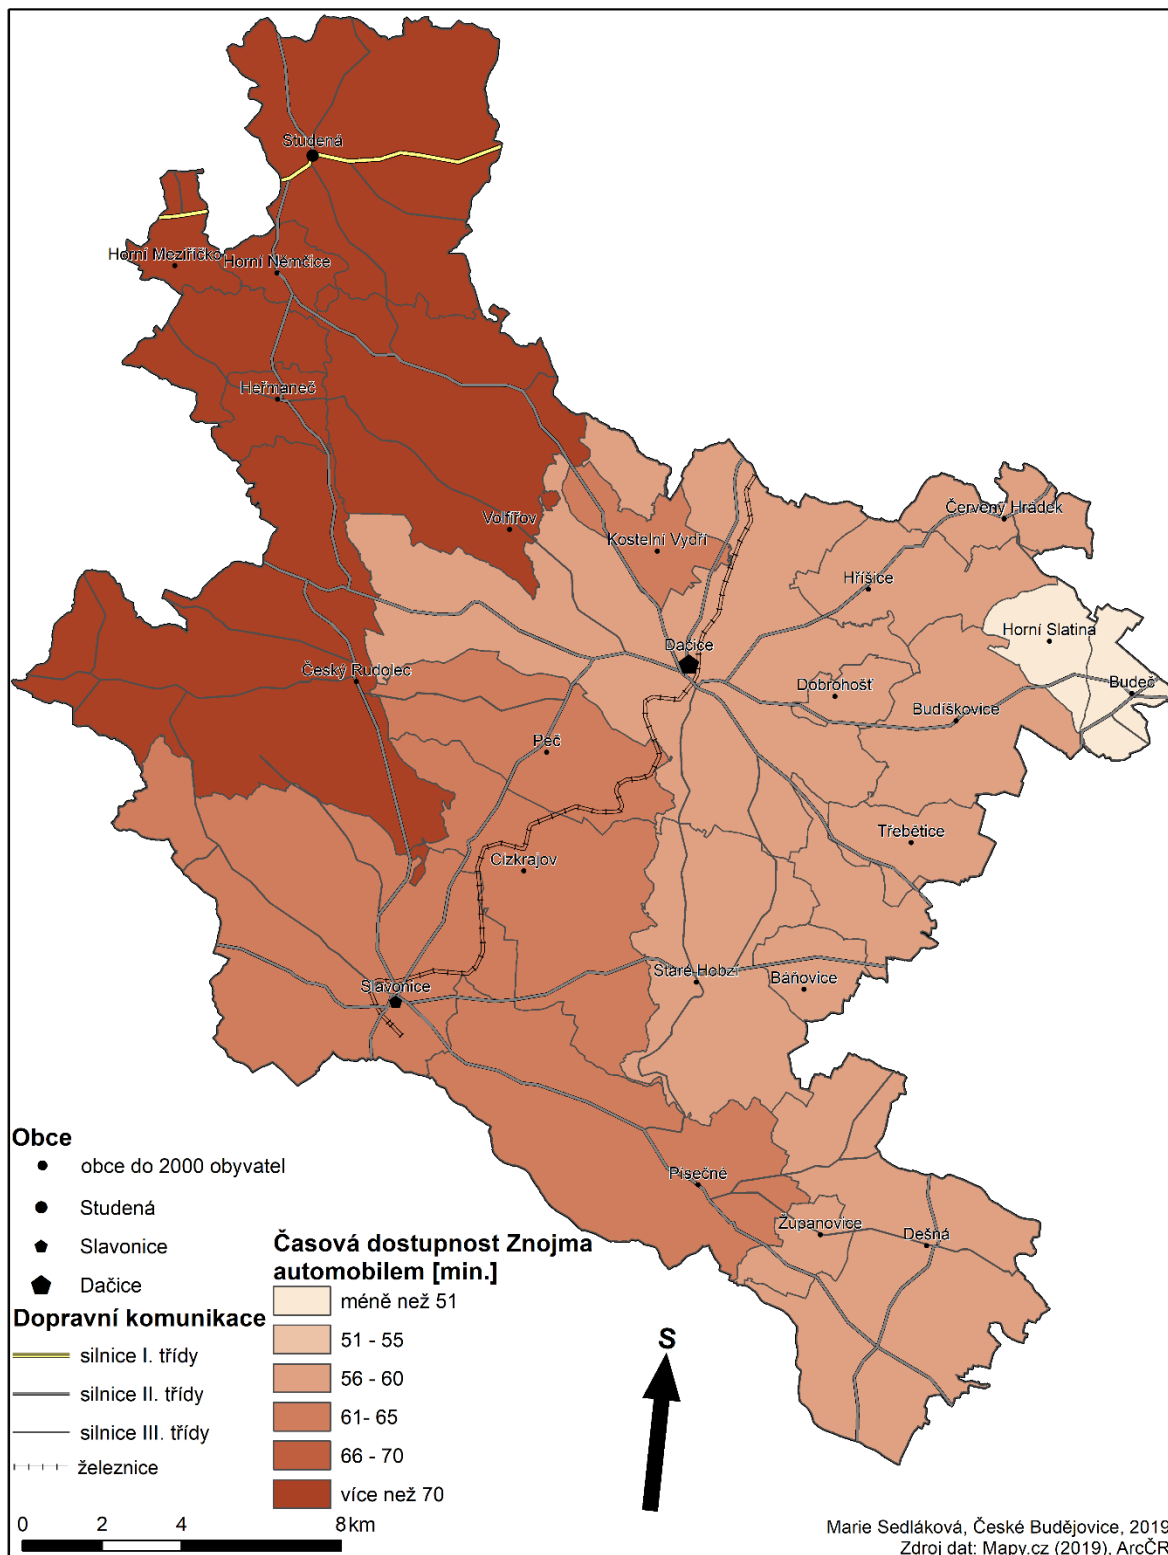 Studená
Horní Meziříčko
Horní Němčice
Heřmaneč
Volfířov
Kostelní Vydří
Červený Hrádek
Hříšice
Horní Slatina
Dačice
Český Rudolec
Dobrohošť
Budeč
Budíškovice
Peč
Třebětice
Cizkrajov
Staré Hobzí
Báňovice
Slavonice
Písečné
Županovice
Dešná
Obce
obce do 2000 obyvatel
Studená
Slavonice
Dačice
Dopravní komunikace
silnice I. třídy
silnice II. třídy
silnice III. třídy
železnice
Časová dostupnost Znojma
automobilem [min.]
méně než 51
51 - 55
56 - 60
61- 65
66 - 70
více než 70
S
0 2 4 8 km
Marie Sedláková, České Budějovice, 2019
Zdroj dat: Mapy.cz (2019), ArcČR